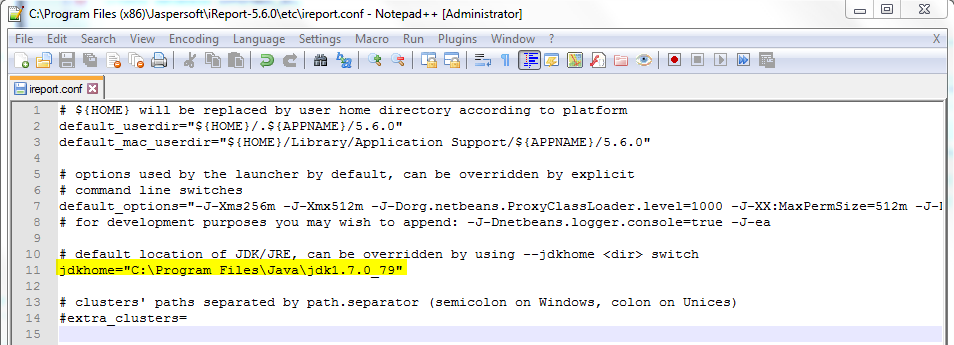 C:\Program Files (x86)\Jaspersoft\iReport-5.6.0\etc\ireport.conf - Notepad++ [Administrator]
File Edit Search View Encoding Language Settings Macro Run Plugins Window ? X
ireport.conf
1 # ${HOME} will be replaced by user home directory according to platform
2 default_userdir="${HOME}/.${APPNAME}/5.6.0"
3 default_mac_userdir="${HOME}/Library/Application Support/${APPNAME}/5.6.0"
4
5 # options used by the launcher by default, can be overridden by explicit
6 # command line switches
7 default_options="-J-Xms256m -J-Xmx512m -J-Dorg.netbeans.ProxyClassLoader.level=1000 -J-XX:MaxPermSize=512m
8 # for development purposes you may wish to append: -J-Dnetbeans.logger.console=true -J-ea
9
10 # default location of JDK/JRE, can be overridden by using --jdkhome <dir> switch
11 jdkhome="C:\Program Files\Java\jdk1.7.0_79"
12
13 # clusters' paths separated by path.separator (semicolon on Windows, colon on Unices)
14 #extra_clusters=
15